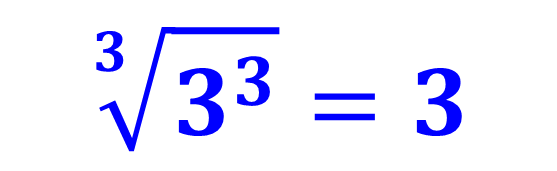 ∛3³ = 3